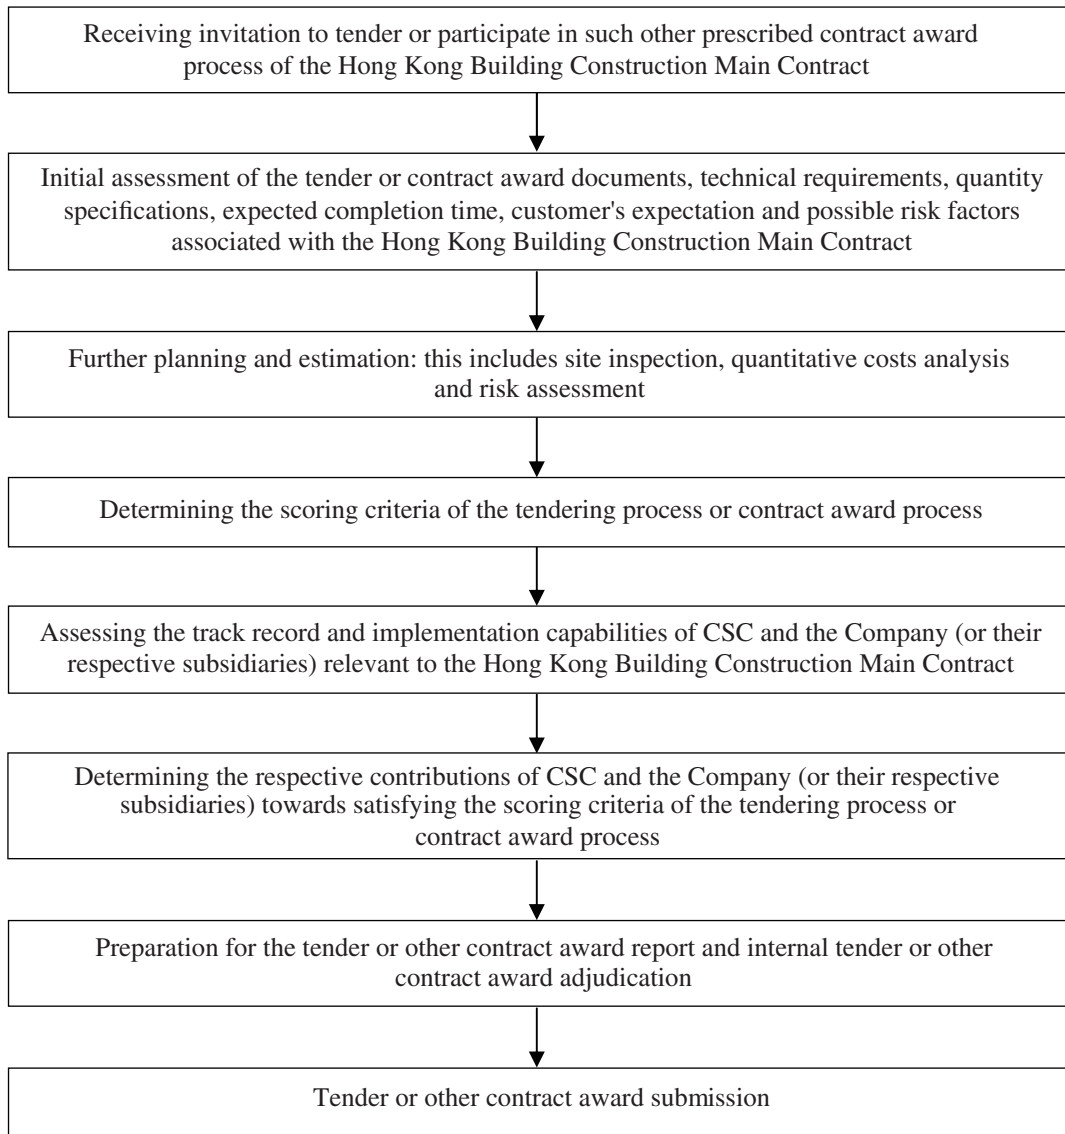 Receiving invitation to tender or participate in such other prescribed contract award
process of the Hong Kong Building Construction Main Contract
Initial assessment of the tender or contract award documents, technical requirements, quantity
specifications, expected completion time, customer's expectation and possible risk factors
associated with the Hong Kong Building Construction Main Contract
Further planning and estimation: this includes site inspection, quantitative costs analysis
and risk assessment
Determining the scoring criteria of the tendering process or contract award process
Assessing the track record and implementation capabilities of CSC and the Company (or their
respective subsidiaries) relevant to the Hong Kong Building Construction Main Contract
Determining the respective contributions of CSC and the Company (or their respective
subsidiaries) towards satisfying the scoring criteria of the tendering process or
contract award process
Preparation for the tender or other contract award report and internal tender or other
contract award adjudication
Tender or other contract award submission